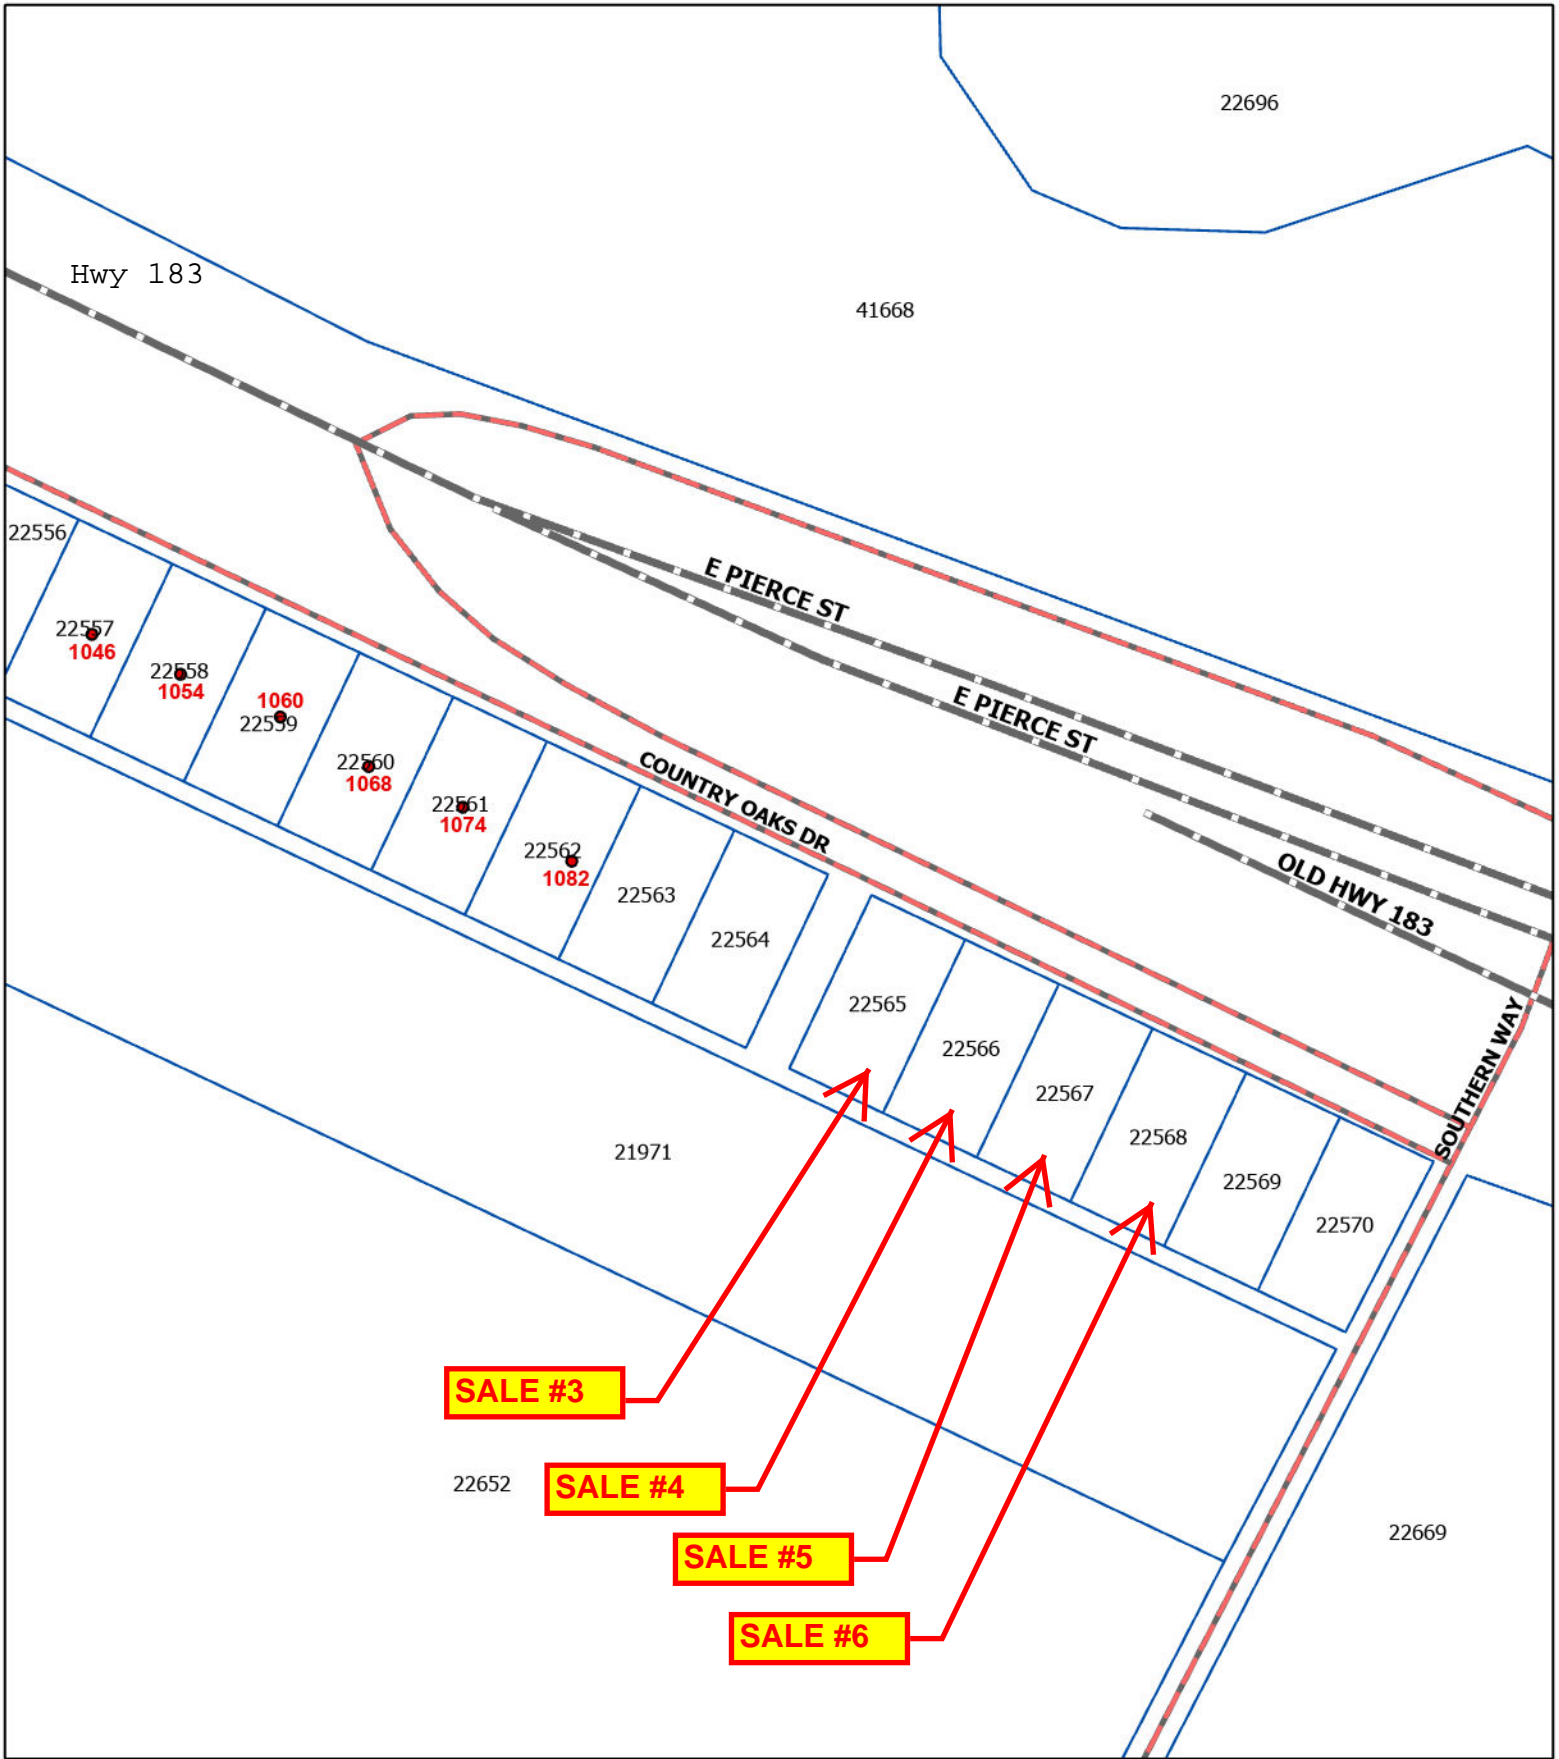 22696
Hwy 183
41668
22556
E PIERCE ST
22557
1046
22558
1054
1060
22559
E PIERCE ST
22560
1068
COUNTRY OAKS DR
22561
1074
22562
1082
OLD HWY 183
22563
22564
22565
22566
SOUTHERN WAY
22567
22568
21971
22569
22570
SALE #3
22652
SALE #4
22669
SALE #5
SALE #6